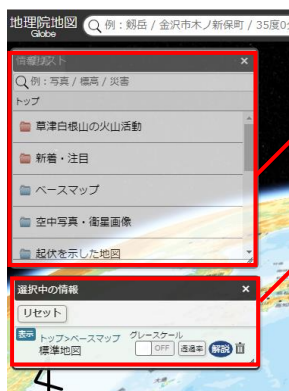 地理院地図
Globe
例：剱岳 / 金沢市木ノ新保町 / 35度0分
情報リスト ×
例：写真 / 標高 / 災害
トップ
草津白根山の火山活動
新着・注目
ベースマップ
空中写真・衛星画像
起伏を示した地図
選択中の情報 ×
リセット
表示 トップ>ベースマップ グレースケール
標準地図 OFF 透過率 解説